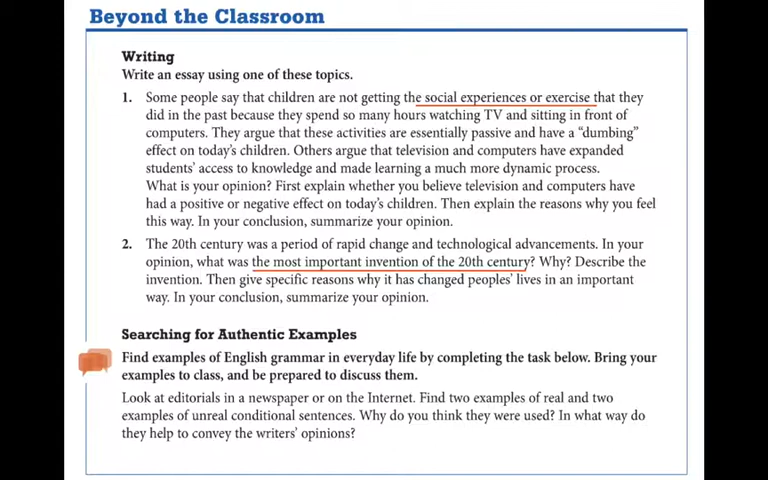 Beyond the Classroom
Writing
Write an essay using one of these topics.
1. Some people say that children are not getting the social experiences or exercise that they
did in the past because they spend so many hours watching TV and sitting in front of
computers. They argue that these activities are essentially passive and have a “dumbing”
effect on today’s children. Others argue that television and computers have expanded
students’ access to knowledge and made learning a much more dynamic process.
What is your opinion? First explain whether you believe television and computers have
had a positive or negative effect on today’s children. Then explain the reasons why you feel
this way. In your conclusion, summarize your opinion.
2. The 20th century was a period of rapid change and technological advancements. In your
opinion, what was the most important invention of the 20th century? Why? Describe the
invention. Then give specific reasons why it has changed peoples’ lives in an important
way. In your conclusion, summarize your opinion.
Searching for Authentic Examples
Find examples of English grammar in everyday life by completing the task below. Bring your
examples to class, and be prepared to discuss them.
Look at editorials in a newspaper or on the Internet. Find two examples of real and two
examples of unreal conditional sentences. Why do you think they were used? In what way do
they help to convey the writers’ opinions?